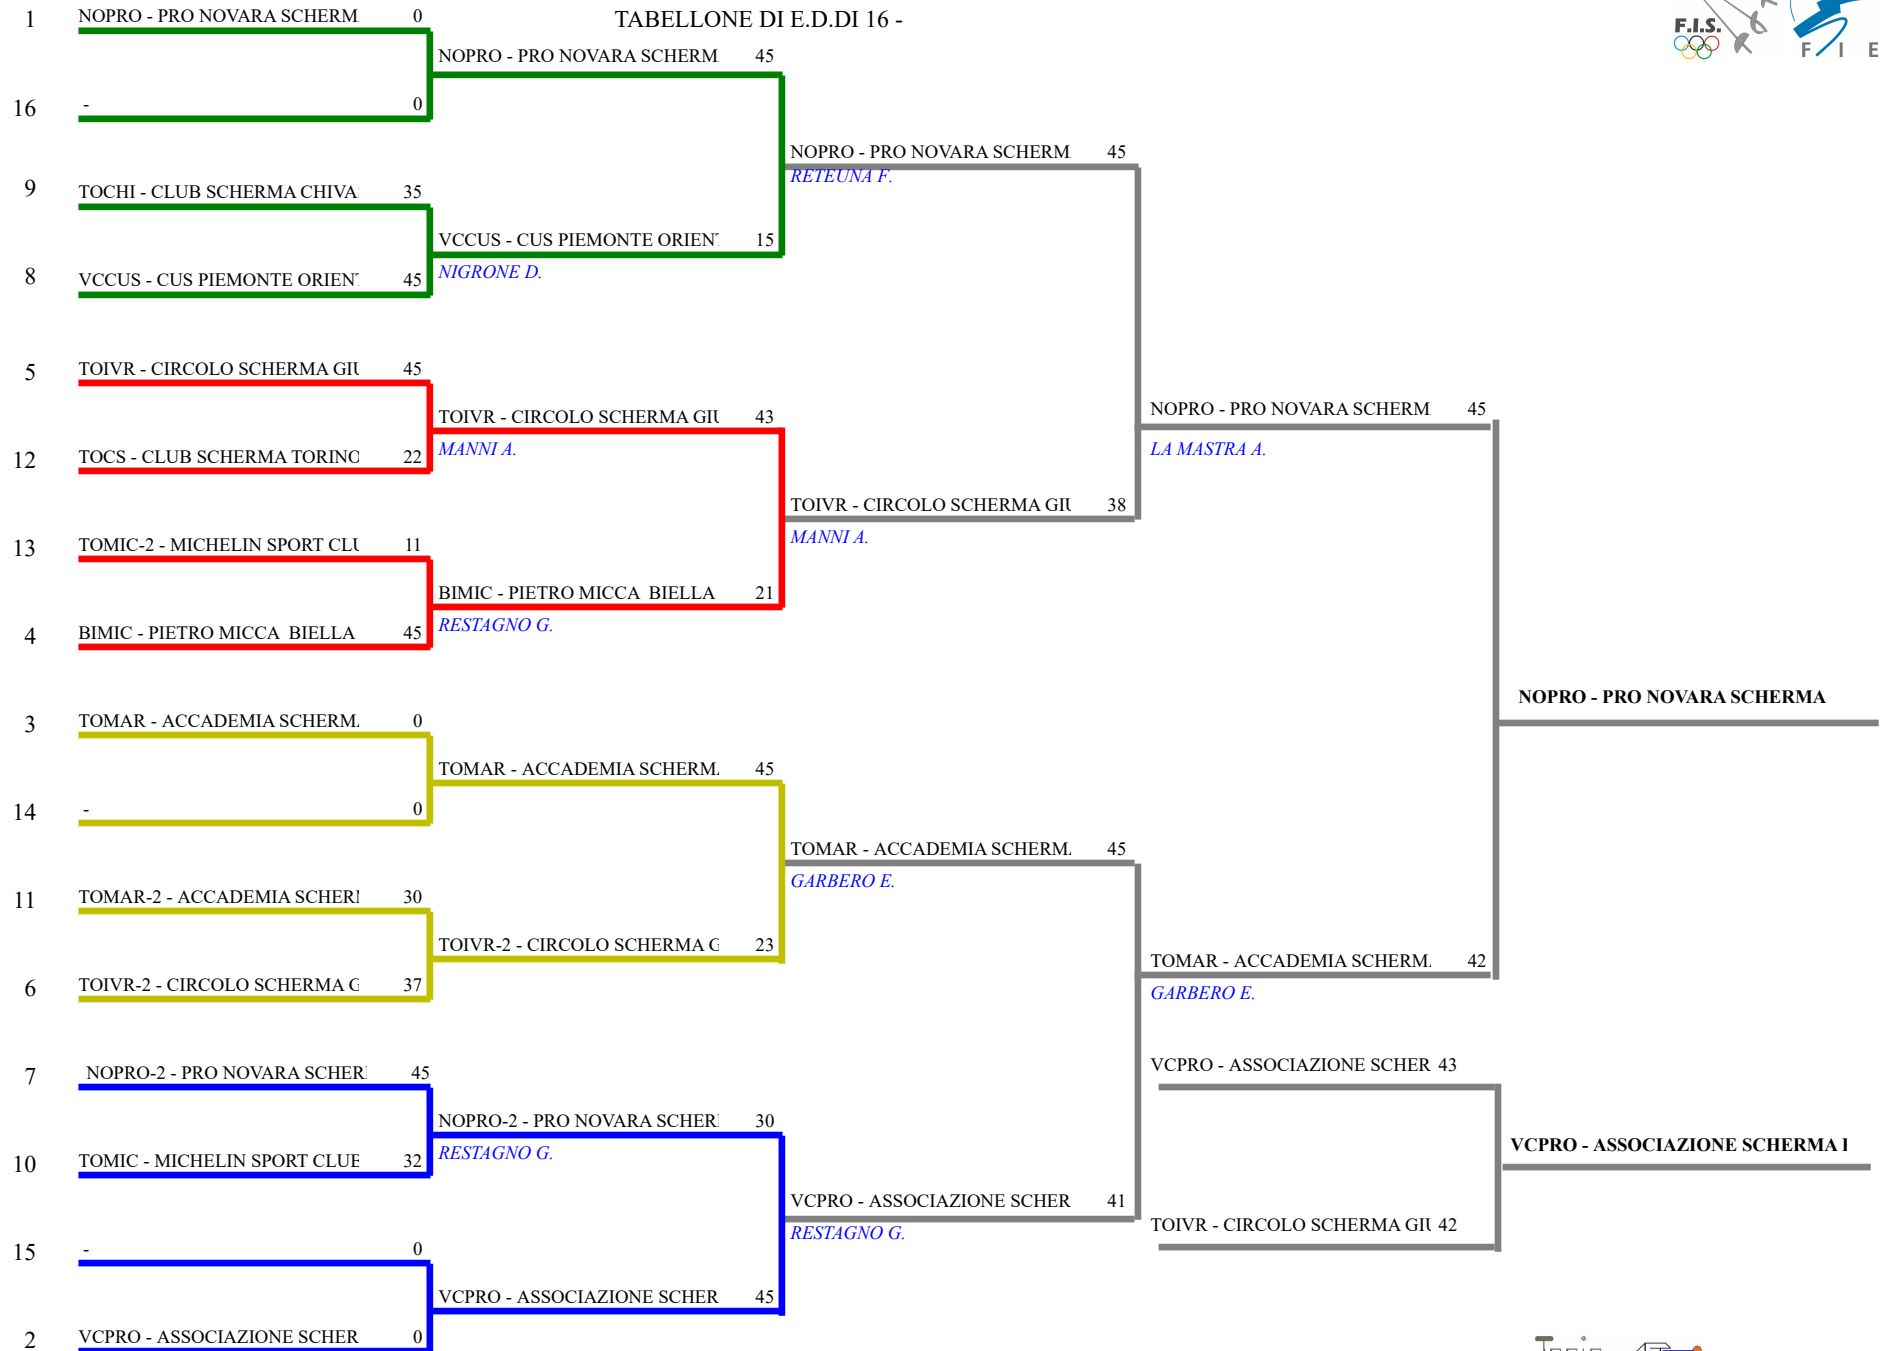 TABELLONE DI E.D.DI 16 -
F.I.S.
F I E
1 NOPRO - PRO NOVARA SCHERM 0
NOPRO - PRO NOVARA SCHERM 45
16 - 0
NOPRO - PRO NOVARA SCHERM 45
RETEUNA F.
9 TOCHI - CLUB SCHERMA CHIVA 35
VCCUS - CUS PIEMONTE ORIENT 15
NIGRONE D.
8 VCCUS - CUS PIEMONTE ORIENT 45
5 TOIVR - CIRCOLO SCHERMA GIU 45
TOIVR - CIRCOLO SCHERMA GIU 43
MANNI A.
NOPRO - PRO NOVARA SCHERM 45
LA MASTRA A.
12 TOCS - CLUB SCHERMA TORINO 22
TOIVR - CIRCOLO SCHERMA GIU 38
MANNI A.
13 TOMIC-2 - MICHELIN SPORT CLU 11
BIMIC - PIETRO MICCA BIELLA 21
RESTAGNO G.
4 BIMIC - PIETRO MICCA BIELLA 45
NOPRO - PRO NOVARA SCHERMA
3 TOMAR - ACCADEMIA SCHERM. 0
TOMAR - ACCADEMIA SCHERM. 45
14 - 0
TOMAR - ACCADEMIA SCHERM. 45
GARBERO E.
11 TOMAR-2 - ACCADEMIA SCHERM 30
TOIVR-2 - CIRCOLO SCHERMA G 23
6 TOIVR-2 - CIRCOLO SCHERMA G 37
TOMAR - ACCADEMIA SCHERM. 42
GARBERO E.
7 NOPRO-2 - PRO NOVARA SCHER 45
NOPRO-2 - PRO NOVARA SCHER 30
RESTAGNO G.
VCPRO - ASSOCIAZIONE SCHER 43
10 TOMIC - MICHELIN SPORT CLUB 32
VCPRO - ASSOCIAZIONE SCHERMA
VCPRO - ASSOCIAZIONE SCHER 41
RESTAGNO G.
TOIVR - CIRCOLO SCHERMA GIU 42
15 - 0
VCPRO - ASSOCIAZIONE SCHER 45
2 VCPRO - ASSOCIAZIONE SCHER 0